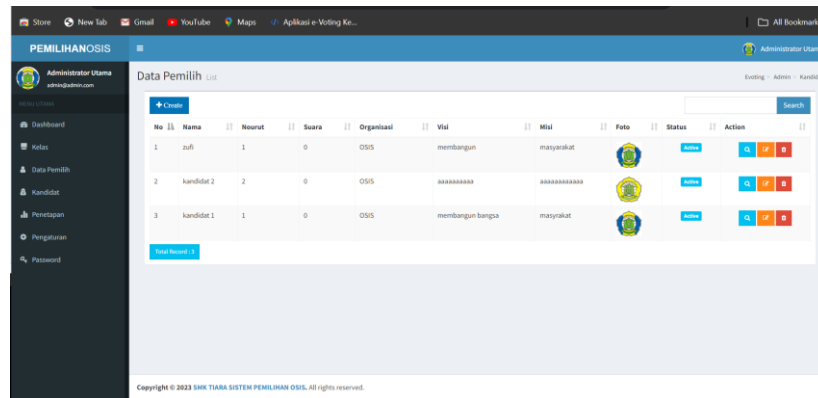 Store New Tab Gmail YouTube Maps Aplikasi e-Voting Ke... All Bookmark
PEMILIHANOSIS Administrator Utam
Administrator Utama
admin@admin.com
MENU UTAMA
Dashboard
Kelas
Data Pemilih
Kandidat
Penetapan
Pengaturan
Password
Data Pemilih List Evoting > Admin > Kandid
+ Create Search
No Nama Nourut Suara Organisasi Visi Misi Foto Status Action
1 zufi 1 0 OSIS membangun masyarakat Active
2 kandidat 2 2 0 OSIS aaaaaaaaaa aaaaaaaaaaaa Active
3 kandidat 1 1 0 OSIS membangun bangsa masyrakat Active
Total Record : 3
Copyright © 2023 SMK TIARA SISTEM PEMILIHAN OSIS. All rights reserved.